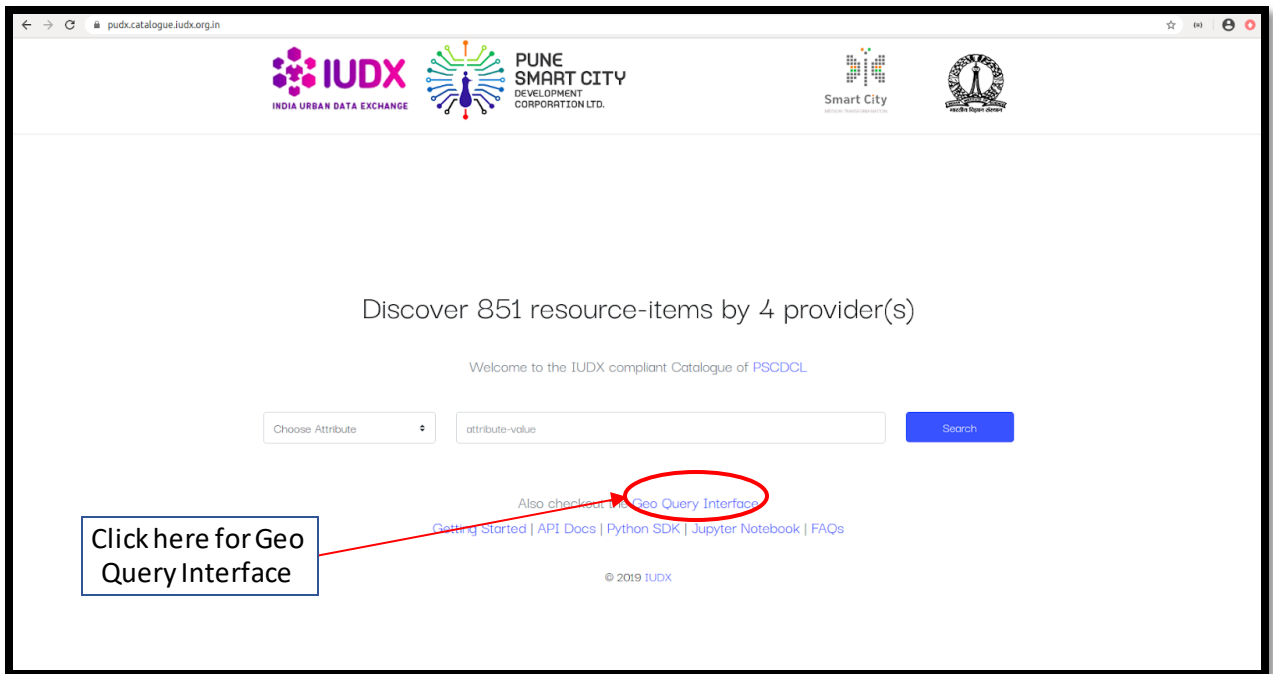 pudx.catalogue.iudx.org.in
IUDX
INDIA URBAN DATA EXCHANGE
PUNE
SMART CITY
DEVELOPMENT
CORPORATION LTD.
Smart City
Discover 851 resource-items by 4 provider(s)
Welcome to the IUDX compliant Catalogue of PSCDCL
Choose Attribute
attribute-value
Search
Also checkout the Geo Query Interface
Getting Started | API Docs | Python SDK | Jupyter Notebook | FAQs
Click here for Geo
Query Interface
© 2019 IUDX